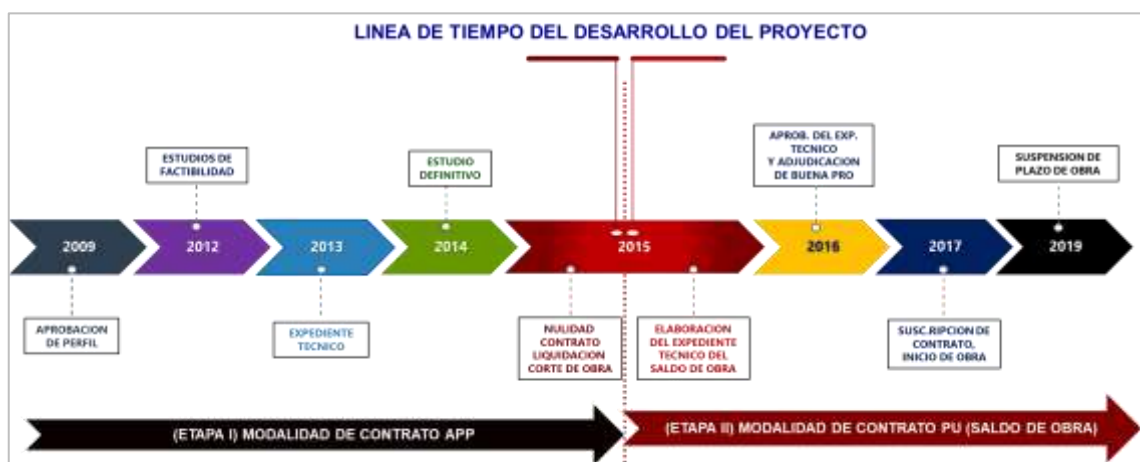 LINEA DE TIEMPO DEL DESARROLLO DEL PROYECTO
ESTUDIOS DE
FACTIBILIDAD
ESTUDIO
DEFINITIVO
APROB. DEL EXP.
TECNICO
Y ADJUDICACION
DE BUENA PRO
SUSPENSION DE
PLAZO DE OBRA
2009
2012
2013
2014
2015
2016
2017
2019
APROBACION
DE PERFIL
EXPEDIENTE
TECNICO
NULIDAD
CONTRATO
LIQUIDACION
CORTE DE OBRA
ELABORACION
DEL EXPEDIENTE
TECNICO DEL
SALDO DE OBRA
SUSC.RIPCION DE
CONTRATO,
INICIO DE OBRA
(ETAPA I) MODALIDAD DE CONTRATO APP
(ETAPA II) MODALIDAD DE CONTRATO PU (SALDO DE OBRA)